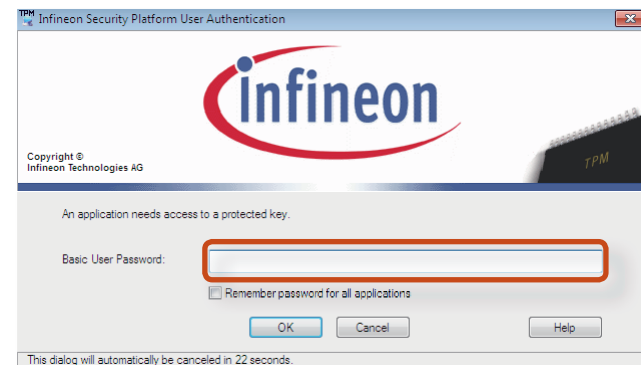 TPM Infineon Security Platform User Authentication
infineon
Copyright ©
Infineon Technologies AG
TPM
An application needs access to a protected key.
Basic User Password:
Remember password for all applications
OK Cancel Help
This dialog will automatically be canceled in 22 seconds.